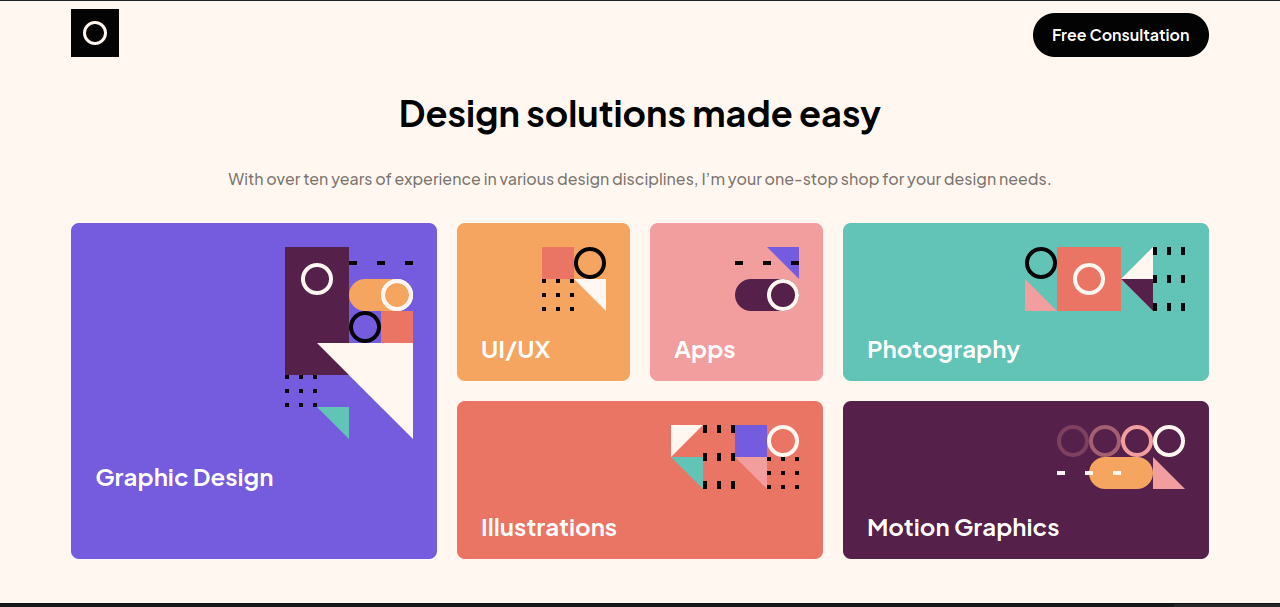 Free Consultation
Design solutions made easy
With over ten years of experience in various design disciplines, I’m your one-stop shop for your design needs.
Graphic Design
UI/UX
Apps
Photography
Illustrations
Motion Graphics